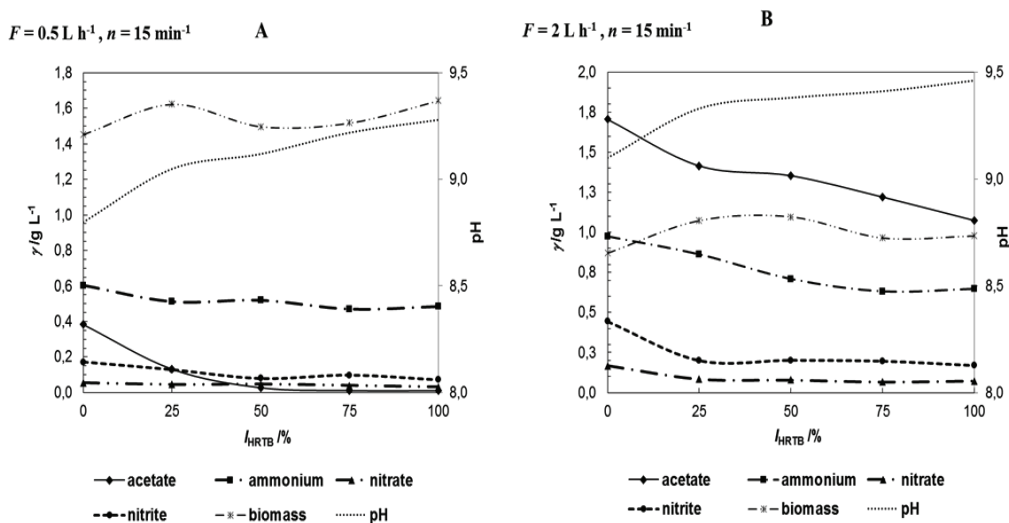 F = 0.5 L h⁻¹ , n = 15 min⁻¹
A
γ /g L⁻¹
1,8
1,6
1,4
1,2
1,0
0,8
0,6
0,4
0,2
0,0
9,5
9,0
8,5
8,0
pH
0 25 50 75 100
l_HRTB /%
acetate ammonium nitrate
nitrite biomass pH
F = 2 L h⁻¹ , n = 15 min⁻¹
B
γ /g L⁻¹
2,0
1,8
1,5
1,3
1,0
0,8
0,5
0,3
0,0
9,5
9,0
8,5
8,0
pH
0 25 50 75 100
l_HRTB /%
acetate ammonium nitrate
nitrite biomass pH